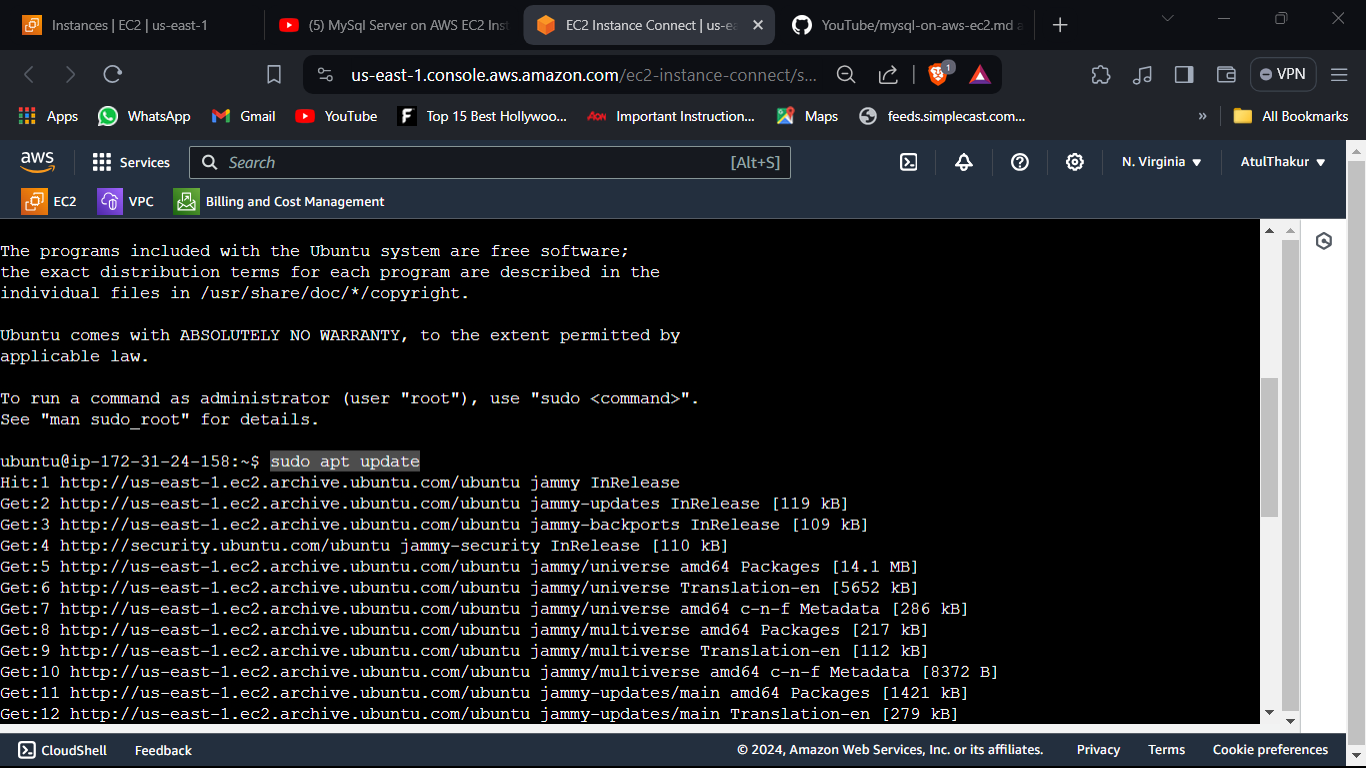 Instances | EC2 | us-east-1
(5) MySql Server on AWS EC2 Inst
EC2 Instance Connect | us-ea
YouTube/mysql-on-aws-ec2.md a
us-east-1.console.aws.amazon.com/ec2-instance-connect/s...
1
VPN
Apps
WhatsApp
Gmail
YouTube
F
Top 15 Best Hollywoo...
Aon
Important Instruction...
Maps
feeds.simplecast.com...
»
All Bookmarks
aws
Services
Search
[Alt+S]
N. Virginia
AtulThakur
EC2
VPC
Billing and Cost Management
The programs included with the Ubuntu system are free software;
the exact distribution terms for each program are described in the
individual files in /usr/share/doc/*/copyright.
Ubuntu comes with ABSOLUTELY NO WARRANTY, to the extent permitted by
applicable law.
To run a command as administrator (user "root"), use "sudo <command>".
See "man sudo_root" for details.
ubuntu@ip-172-31-24-158:~$ sudo apt update
Hit:1 http://us-east-1.ec2.archive.ubuntu.com/ubuntu jammy InRelease
Get:2 http://us-east-1.ec2.archive.ubuntu.com/ubuntu jammy-updates InRelease [119 kB]
Get:3 http://us-east-1.ec2.archive.ubuntu.com/ubuntu jammy-backports InRelease [109 kB]
Get:4 http://security.ubuntu.com/ubuntu jammy-security InRelease [110 kB]
Get:5 http://us-east-1.ec2.archive.ubuntu.com/ubuntu jammy/universe amd64 Packages [14.1 MB]
Get:6 http://us-east-1.ec2.archive.ubuntu.com/ubuntu jammy/universe Translation-en [5652 kB]
Get:7 http://us-east-1.ec2.archive.ubuntu.com/ubuntu jammy/universe amd64 c-n-f Metadata [286 kB]
Get:8 http://us-east-1.ec2.archive.ubuntu.com/ubuntu jammy/multiverse amd64 Packages [217 kB]
Get:9 http://us-east-1.ec2.archive.ubuntu.com/ubuntu jammy/multiverse Translation-en [112 kB]
Get:10 http://us-east-1.ec2.archive.ubuntu.com/ubuntu jammy/multiverse amd64 c-n-f Metadata [8372 B]
Get:11 http://us-east-1.ec2.archive.ubuntu.com/ubuntu jammy-updates/main amd64 Packages [1421 kB]
Get:12 http://us-east-1.ec2.archive.ubuntu.com/ubuntu jammy-updates/main Translation-en [279 kB]
CloudShell
Feedback
© 2024, Amazon Web Services, Inc. or its affiliates.
Privacy
Terms
Cookie preferences